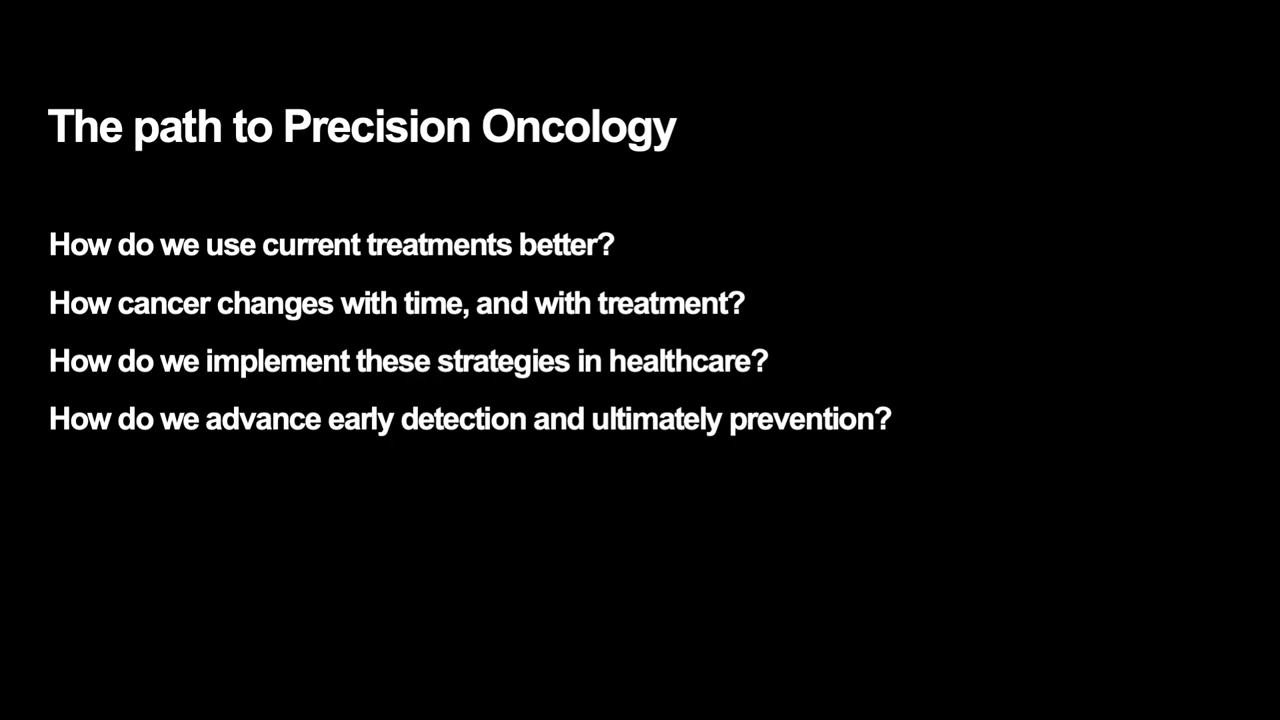 The path to Precision Oncology
How do we use current treatments better?
How cancer changes with time, and with treatment?
How do we implement these strategies in healthcare?
How do we advance early detection and ultimately prevention?